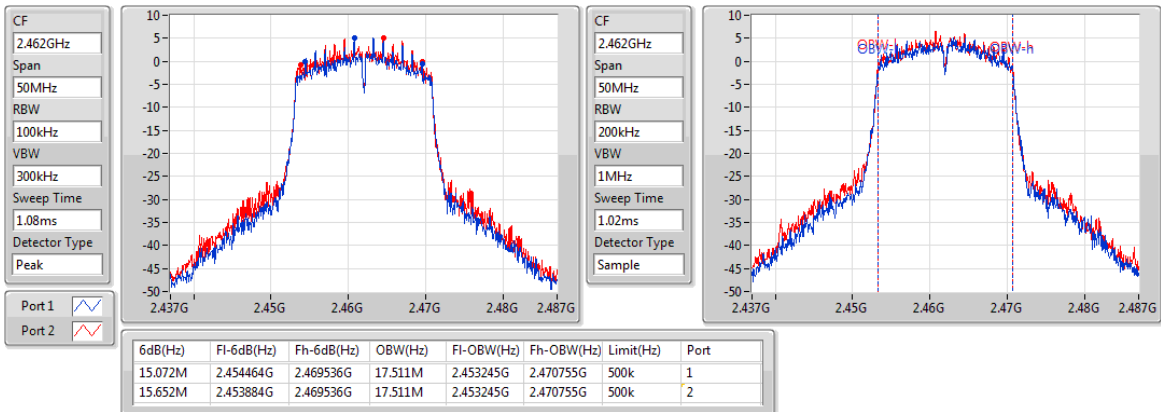 CF
2.462GHz
Span
50MHz
RBW
100kHz
VBW
300kHz
Sweep Time
1.08ms
Detector Type
Peak
Port 1
Port 2
10
5
0
-5
-10
-15
-20
-25
-30
-35
-40
-45
-50
2.437G 2.45G 2.46G 2.47G 2.48G 2.487G
CF
2.462GHz
Span
50MHz
RBW
200kHz
VBW
1MHz
Sweep Time
1.02ms
Detector Type
Sample
10
5
0
-5
-10
-15
-20
-25
-30
-35
-40
-45
-50
OBW-h
2.437G 2.45G 2.46G 2.47G 2.48G 2.487G
6dB(Hz) Fl-6dB(Hz) Fh-6dB(Hz) OBW(Hz) Fl-OBW(Hz) Fh-OBW(Hz) Limit(Hz) Port
15.072M 2.454464G 2.469536G 17.511M 2.453245G 2.470755G 500k 1
15.652M 2.453884G 2.469536G 17.511M 2.453245G 2.470755G 500k 2